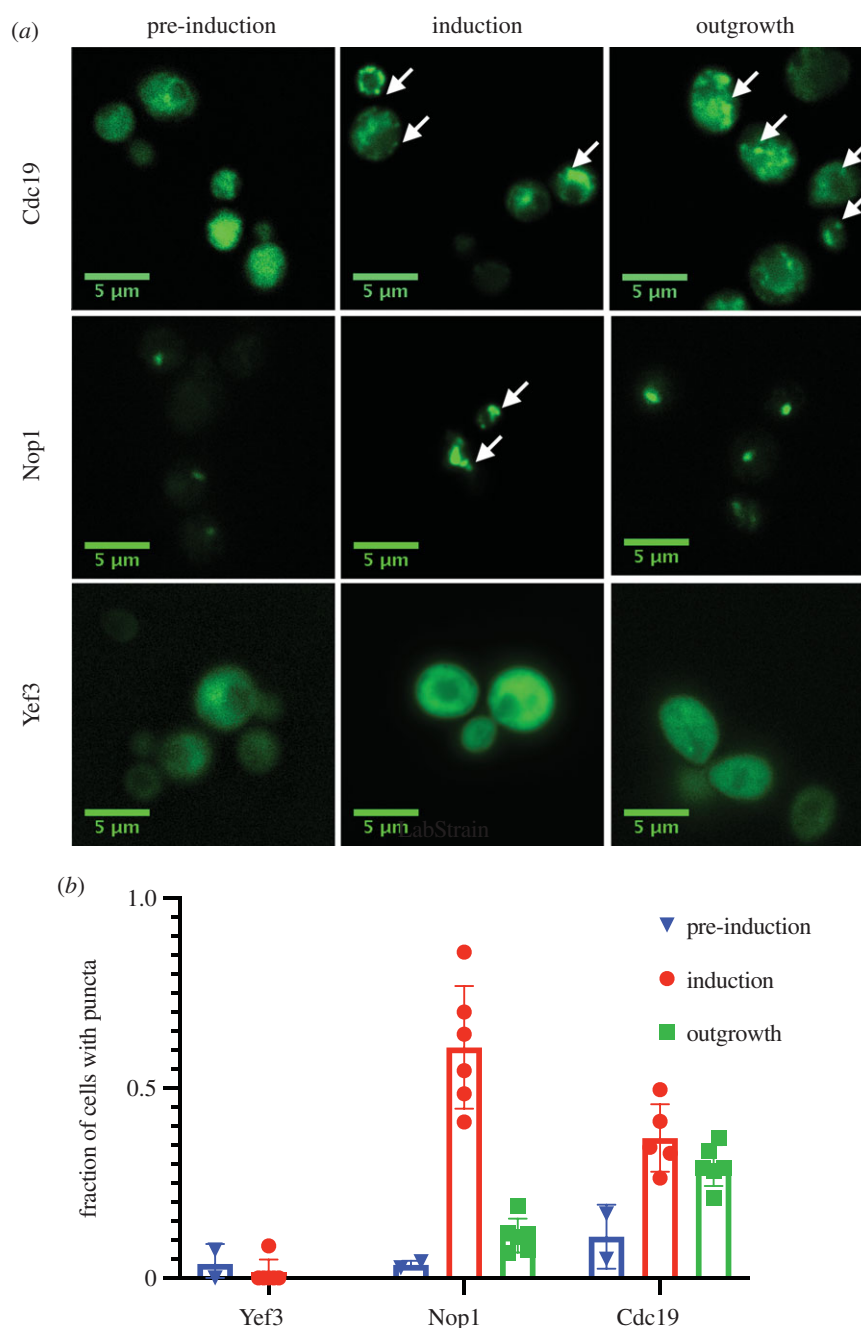 (a)
pre-induction induction outgrowth
Cdc19
5 µm 5 µm 5 µm
Nop1
5 µm 5 µm 5 µm
Yef3
5 µm 5 µm 5 µm
LabStrain
(b)
1.0
pre-induction
induction
outgrowth
fraction of cells with puncta
0.5
0
Yef3 Nop1 Cdc19